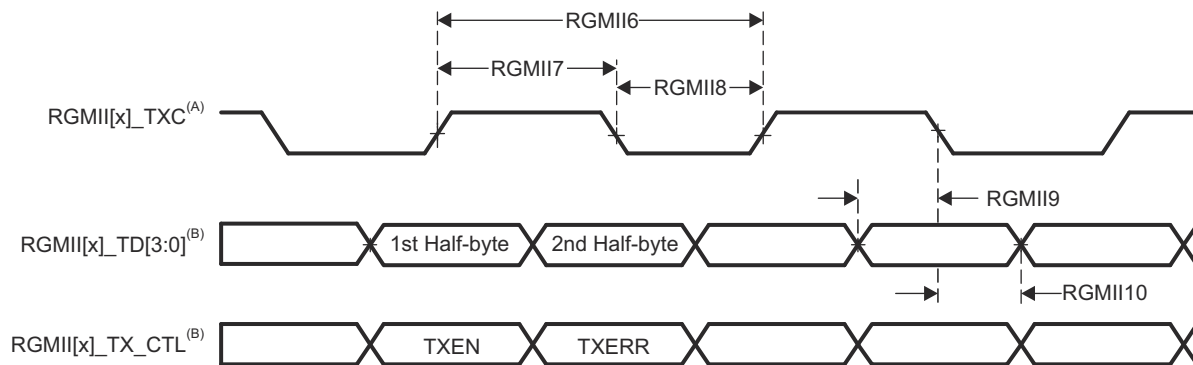 RGMII6
RGMII7
RGMII8
RGMII[x]_TXC(A)
RGMII9
RGMII[x]_TD[3:0](B)
1st Half-byte
2nd Half-byte
RGMII10
RGMII[x]_TX_CTL(B)
TXEN
TXERR